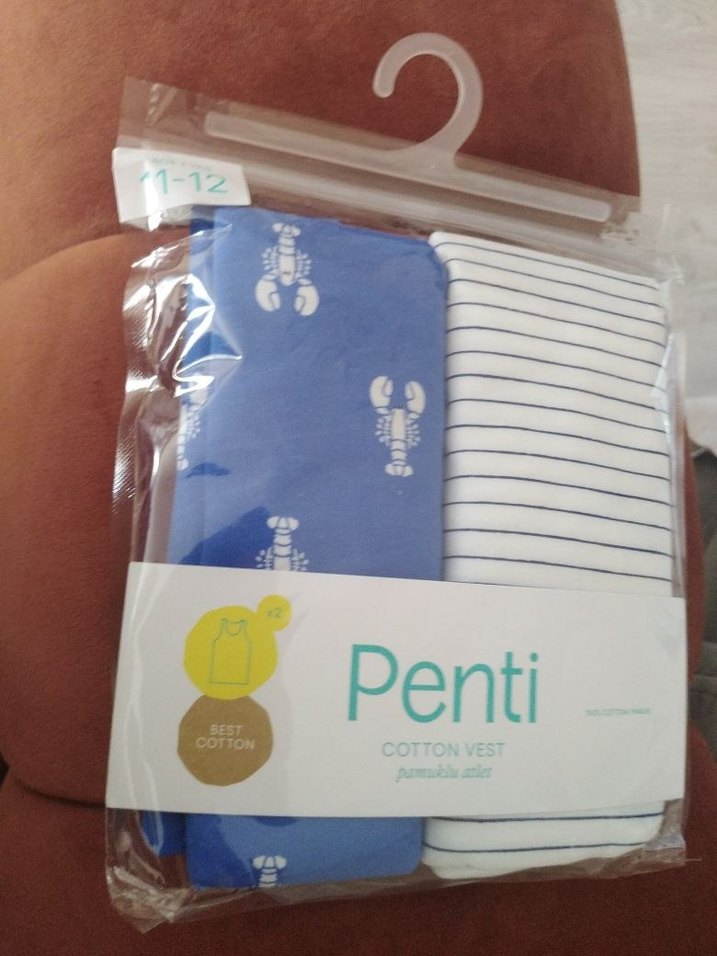 11-12
x2
BEST
COTTON
Penti
COTTON VEST
pamuklu atlet